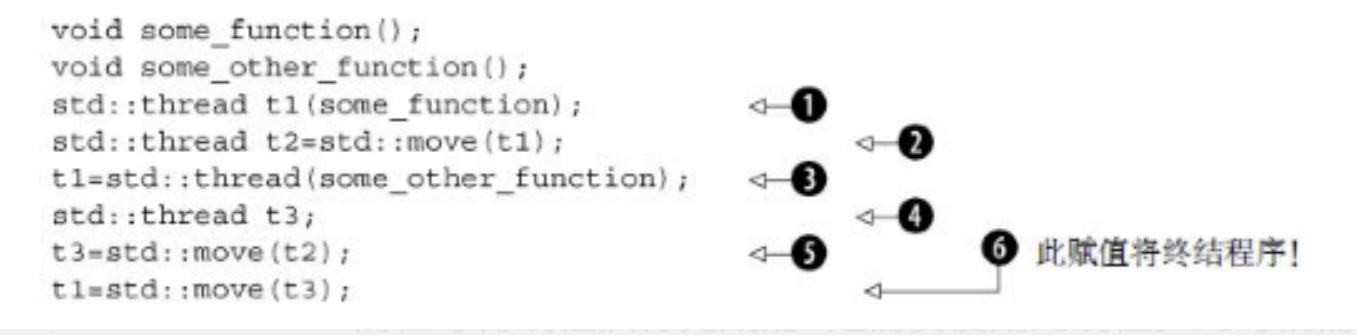 void some_function();
void some_other_function();
std::thread t1(some_function); ❶
std::thread t2=std::move(t1); ❷
t1=std::thread(some_other_function); ❸
std::thread t3; ❹
t3=std::move(t2); ❺ ❻ 此赋值将终结程序!
t1=std::move(t3);